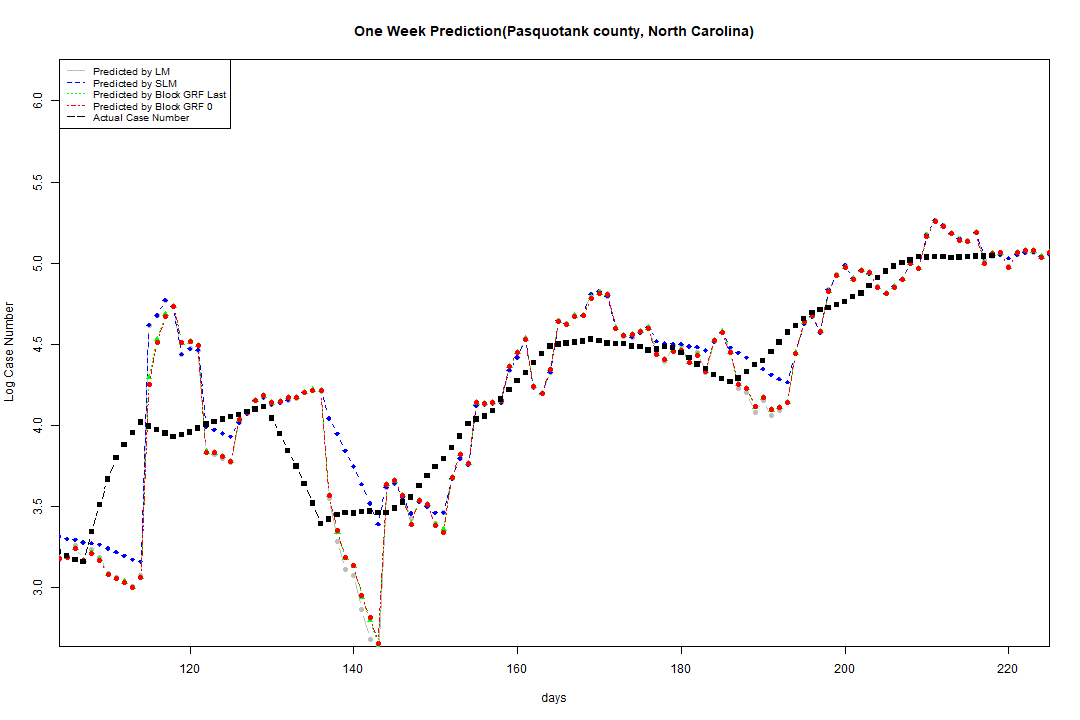 One Week Prediction(Pasquotank county, North Carolina)
Predicted by LM
Predicted by SLM
Predicted by Block GRF Last
Predicted by Block GRF 0
Actual Case Number
6.0
5.5
5.0
4.5
4.0
3.5
3.0
Log Case Number
120 140 160 180 200 220
days